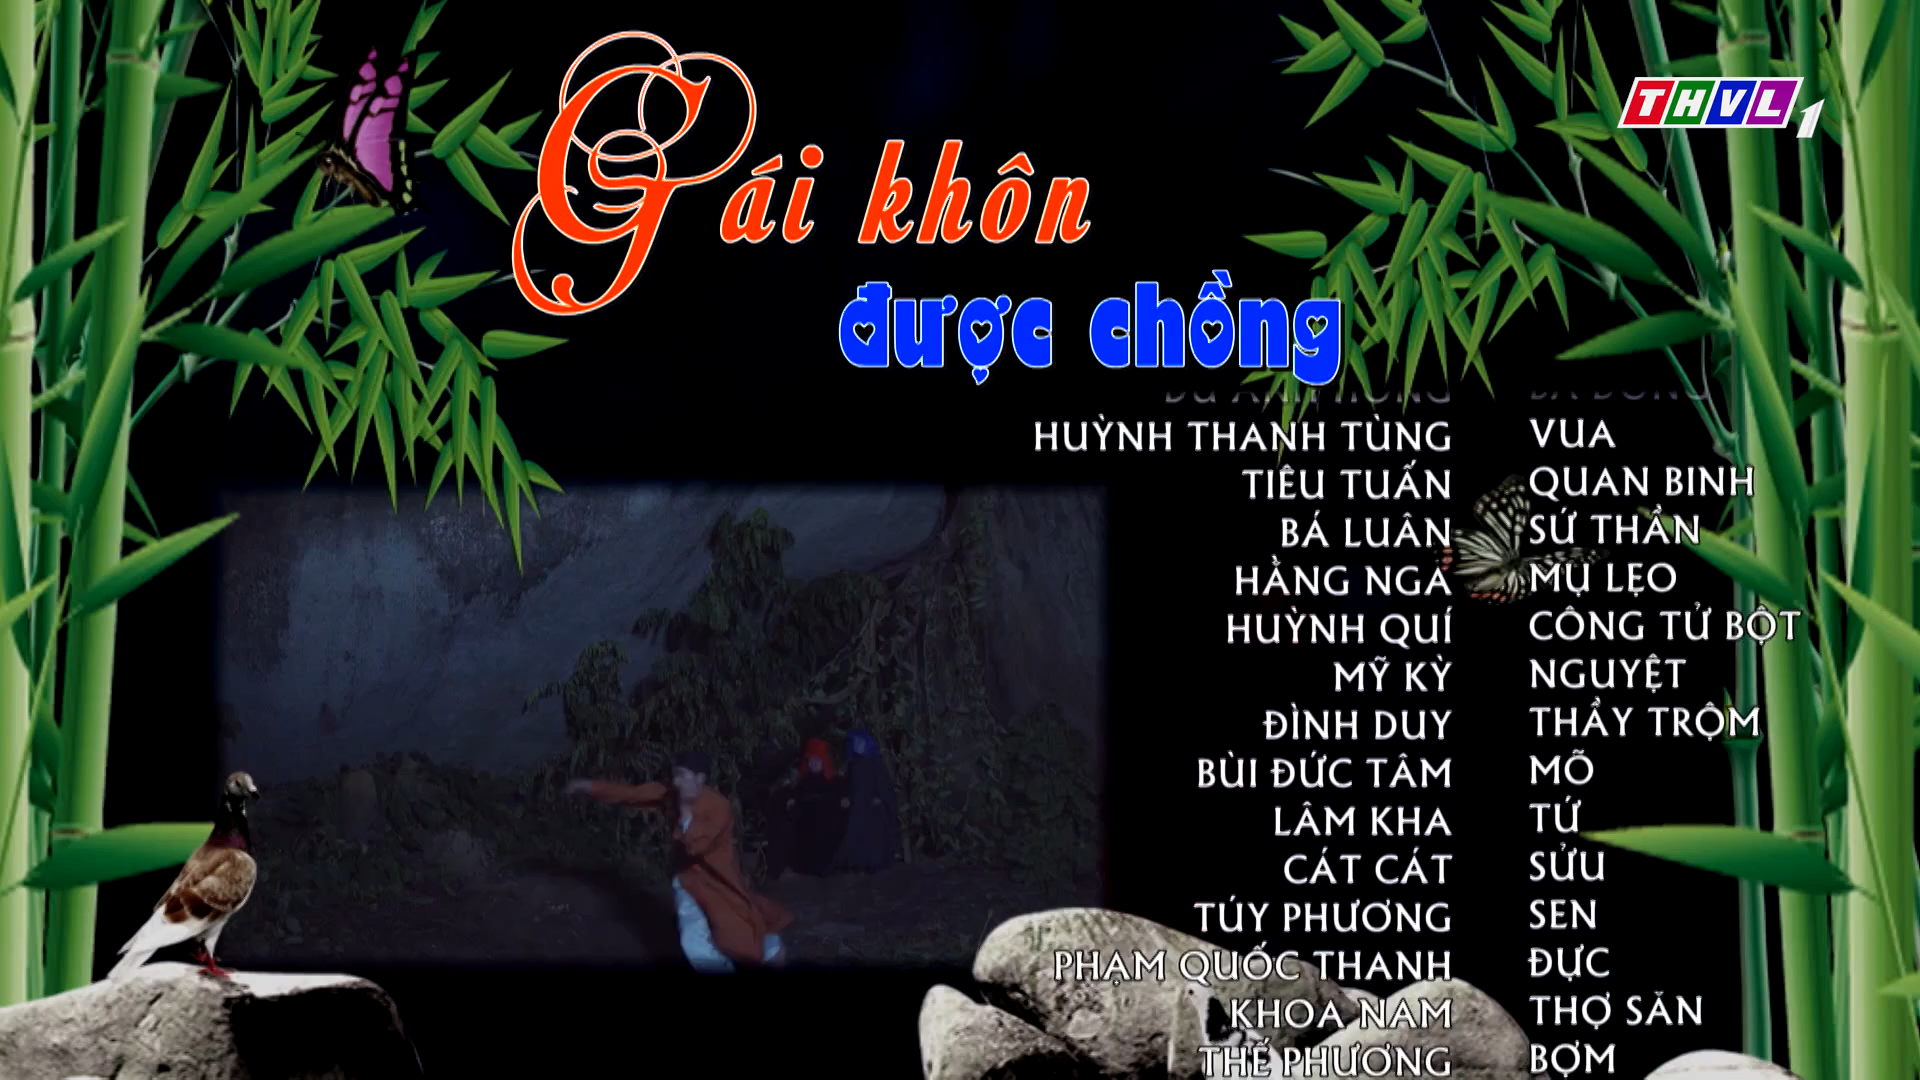 THVL1
Gái khôn
được chồng
HUỲNH THANH TÙNG VUA
TIÊU TUẤN QUAN BINH
BÁ LUÂN SỨ THẦN
HẰNG NGA MỤ LẸO
HUỲNH QUÍ CÔNG TỬ BỘT
MỸ KỲ NGUYỆT
ĐÌNH DUY THẦY TRỘM
BÙI ĐỨC TÂM MÕ
LÂM KHA TỨ
CÁT CÁT SỬU
TÚY PHƯƠNG SEN
PHẠM QUỐC THANH ĐỰC
KHOA NAM THỢ SĂN
THẾ PHƯƠNG BỢM